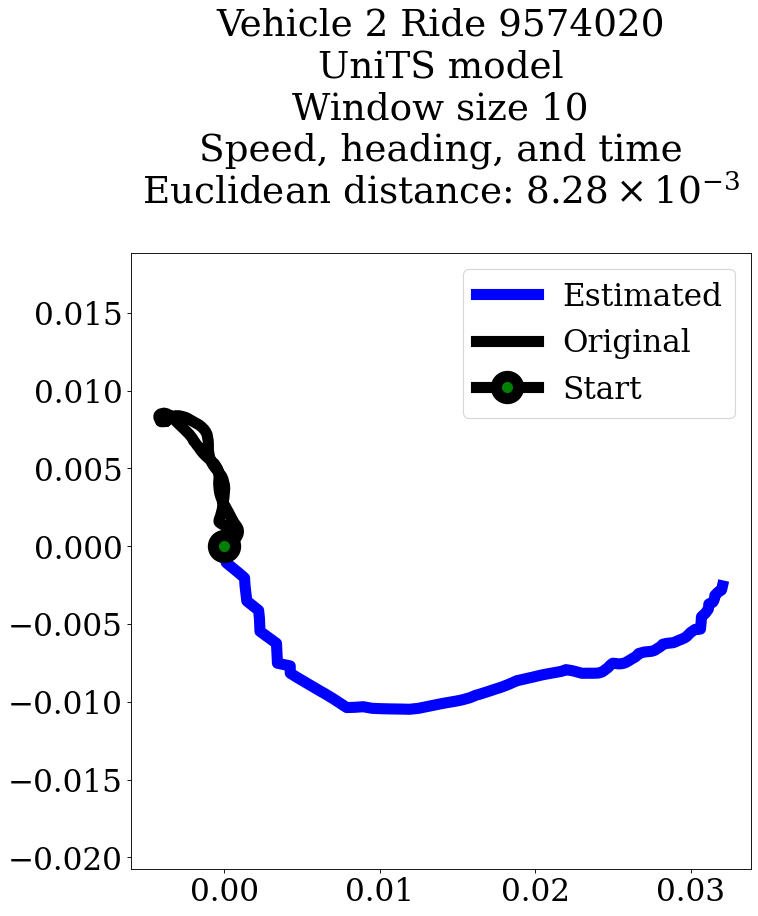 Vehicle 2 Ride 9574020
UniTS model
Window size 10
Speed, heading, and time
Euclidean distance: 8.28 × 10⁻³
Estimated
Original
Start
0.015
0.010
0.005
0.000
−0.005
−0.010
−0.015
−0.020
0.00 0.01 0.02 0.03